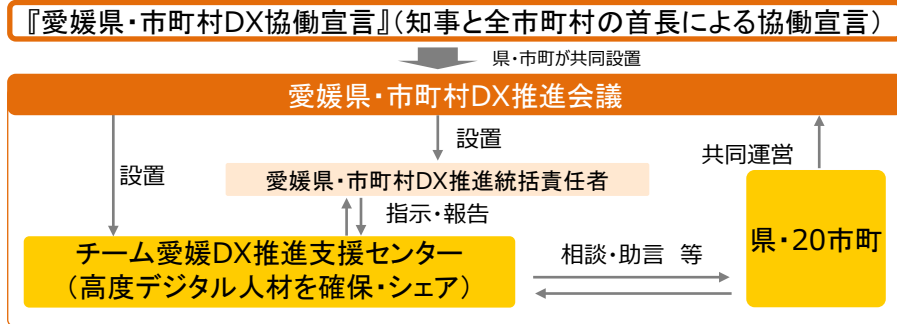 『愛媛県・市町村DX協働宣言』(知事と全市町村の首長による協働宣言)
県・市町が共同設置
愛媛県・市町村DX推進会議
設置
設置
共同運営
愛媛県・市町村DX推進統括責任者
指示・報告
チーム愛媛DX推進支援センター
(高度デジタル人材を確保・シェア)
相談・助言 等
県・20市町